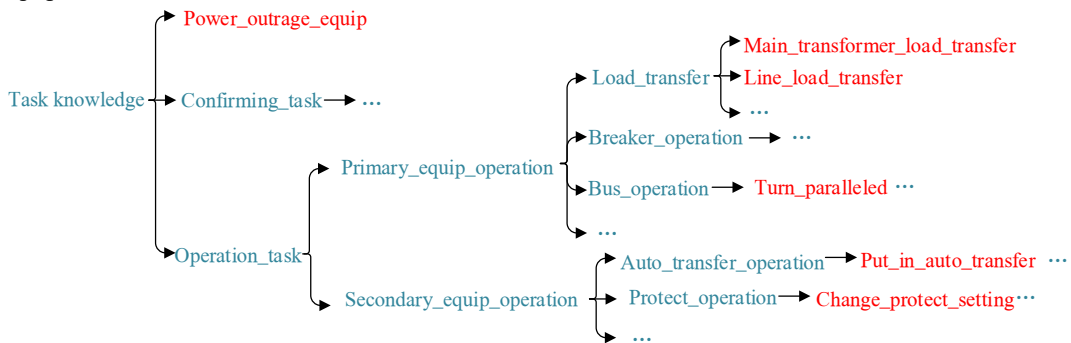 Power_outrage_equip
Main_transformer_load_transfer
Load_transfer
Line_load_transfer
Task knowledge
Confirming_task
...
...
Breaker_operation
...
Primary_equip_operation
Bus_operation
Turn_paralleled ...
...
Operation_task
Auto_transfer_operation
Put_in_auto_transfer ...
Secondary_equip_operation
Protect_operation
Change_protect_setting...
...